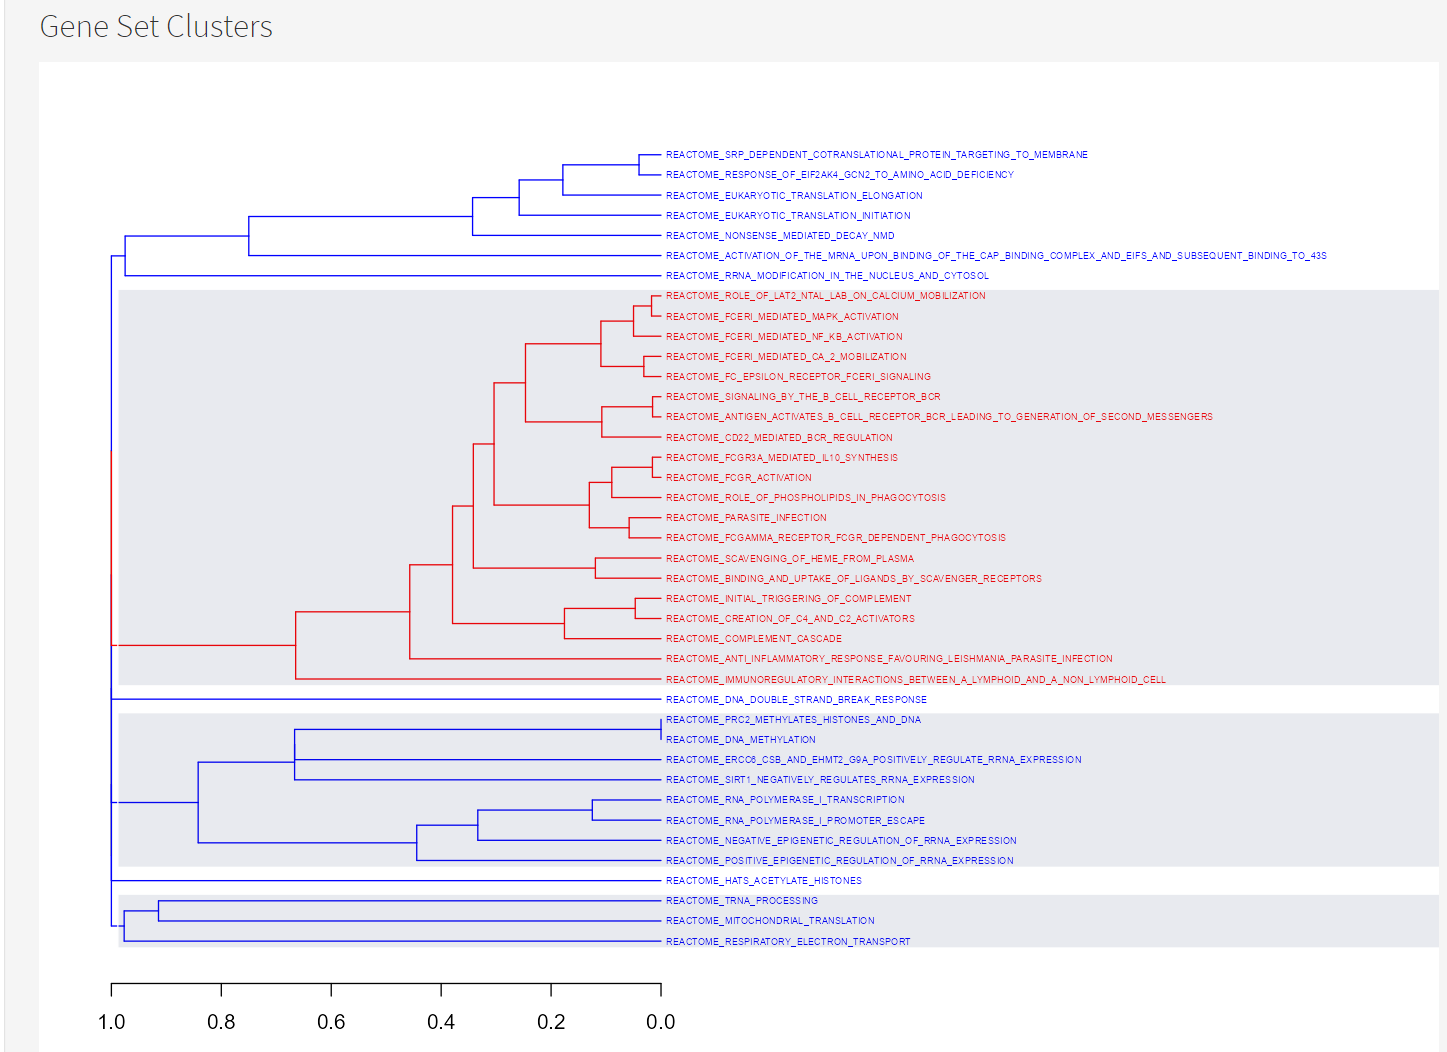 Gene Set Clusters
REACTOME_SRP_DEPENDENT_COTRANSLATIONAL_PROTEIN_TARGETING_TO_MEMBRANE
REACTOME_RESPONSE_OF_EIF2AK4_GCN2_TO_AMINO_ACID_DEFICIENCY
REACTOME_EUKARYOTIC_TRANSLATION_ELONGATION
REACTOME_EUKARYOTIC_TRANSLATION_INITIATION
REACTOME_NONSENSE_MEDIATED_DECAY_NMD
REACTOME_ACTIVATION_OF_THE_MRNA_UPON_BINDING_OF_THE_CAP_BINDING_COMPLEX_AND_EIFS_AND_SUBSEQUENT_BINDING_TO_43S
REACTOME_RRNA_MODIFICATION_IN_THE_NUCLEUS_AND_CYTOSOL
REACTOME_ROLE_OF_LAT2_NTAL_LAB_ON_CALCIUM_MOBILIZATION
REACTOME_FCERI_MEDIATED_MAPK_ACTIVATION
REACTOME_FCERI_MEDIATED_NF_KB_ACTIVATION
REACTOME_FCERI_MEDIATED_CA_2_MOBILIZATION
REACTOME_FC_EPSILON_RECEPTOR_FCERI_SIGNALING
REACTOME_SIGNALING_BY_THE_B_CELL_RECEPTOR_BCR
REACTOME_ANTIGEN_ACTIVATES_B_CELL_RECEPTOR_BCR_LEADING_TO_GENERATION_OF_SECOND_MESSENGERS
REACTOME_CD22_MEDIATED_BCR_REGULATION
REACTOME_FCGR3A_MEDIATED_IL10_SYNTHESIS
REACTOME_FCGR_ACTIVATION
REACTOME_ROLE_OF_PHOSPHOLIPIDS_IN_PHAGOCYTOSIS
REACTOME_PARASITE_INFECTION
REACTOME_FCGAMMA_RECEPTOR_FCGR_DEPENDENT_PHAGOCYTOSIS
REACTOME_SCAVENGING_OF_HEME_FROM_PLASMA
REACTOME_BINDING_AND_UPTAKE_OF_LIGANDS_BY_SCAVENGER_RECEPTORS
REACTOME_INITIAL_TRIGGERING_OF_COMPLEMENT
REACTOME_CREATION_OF_C4_AND_C2_ACTIVATORS
REACTOME_COMPLEMENT_CASCADE
REACTOME_ANTI_INFLAMMATORY_RESPONSE_FAVOURING_LEISHMANIA_PARASITE_INFECTION
REACTOME_IMMUNOREGULATORY_INTERACTIONS_BETWEEN_A_LYMPHOID_AND_A_NON_LYMPHOID_CELL
REACTOME_DNA_DOUBLE_STRAND_BREAK_RESPONSE
REACTOME_PRC2_METHYLATES_HISTONES_AND_DNA
REACTOME_DNA_METHYLATION
REACTOME_ERCC6_CSB_AND_EHMT2_G9A_POSITIVELY_REGULATE_RRNA_EXPRESSION
REACTOME_SIRT1_NEGATIVELY_REGULATES_RRNA_EXPRESSION
REACTOME_RNA_POLYMERASE_I_TRANSCRIPTION
REACTOME_RNA_POLYMERASE_I_PROMOTER_ESCAPE
REACTOME_NEGATIVE_EPIGENETIC_REGULATION_OF_RRNA_EXPRESSION
REACTOME_POSITIVE_EPIGENETIC_REGULATION_OF_RRNA_EXPRESSION
REACTOME_HATS_ACETYLATE_HISTONES
REACTOME_TRNA_PROCESSING
REACTOME_MITOCHONDRIAL_TRANSLATION
REACTOME_RESPIRATORY_ELECTRON_TRANSPORT
1.0 0.8 0.6 0.4 0.2 0.0